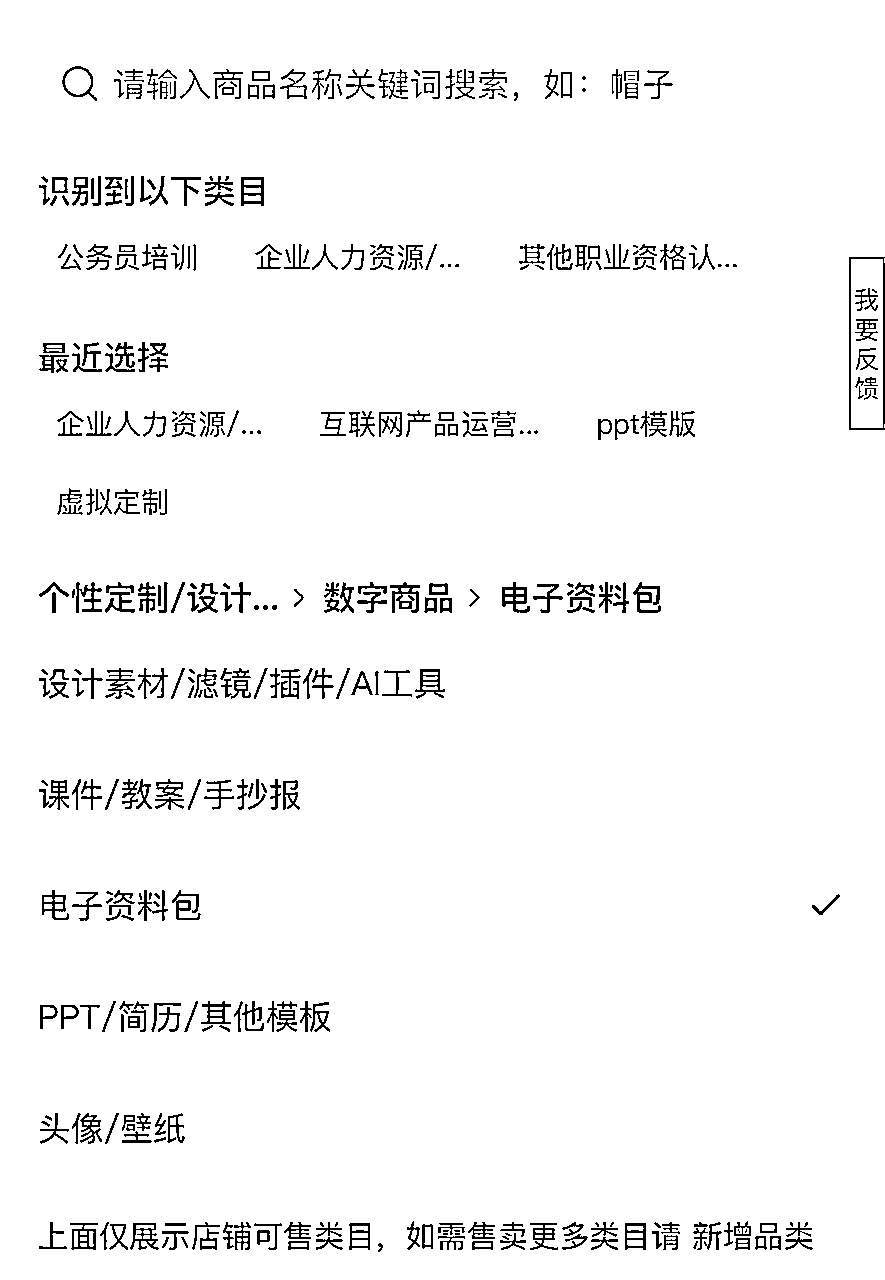 请输入商品名称关键词搜索，如：帽子
识别到以下类目
公务员培训 企业人力资源/... 其他职业资格认...
我要反馈
最近选择
企业人力资源/... 互联网产品运营... ppt模版
虚拟定制
个性定制/设计... > 数字商品 > 电子资料包
设计素材/滤镜/插件/AI工具
课件/教案/手抄报
电子资料包
PPT/简历/其他模板
头像/壁纸
上面仅展示店铺可售类目，如需售卖更多类目请 新增品类